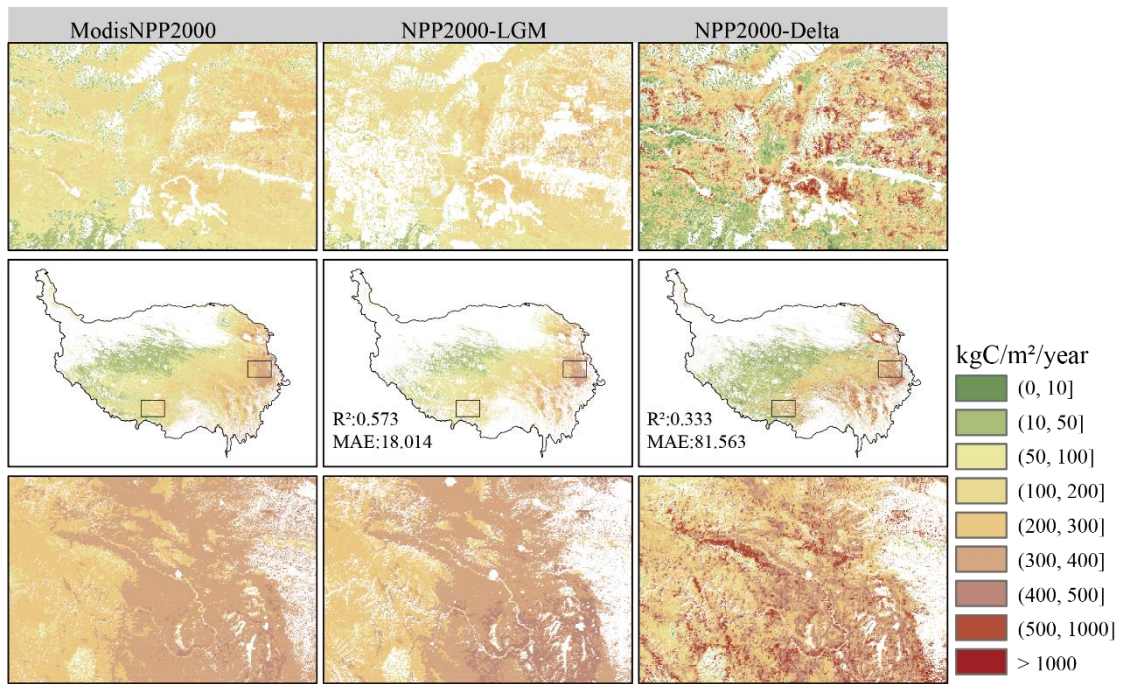 ModisNPP2000
NPP2000-LGM
NPP2000-Delta
R²:0.573
MAE:18.014
R²:0.333
MAE:81.563
kgC/m²/year
(0, 10]
(10, 50]
(50, 100]
(100, 200]
(200, 300]
(300, 400]
(400, 500]
(500, 1000]
> 1000